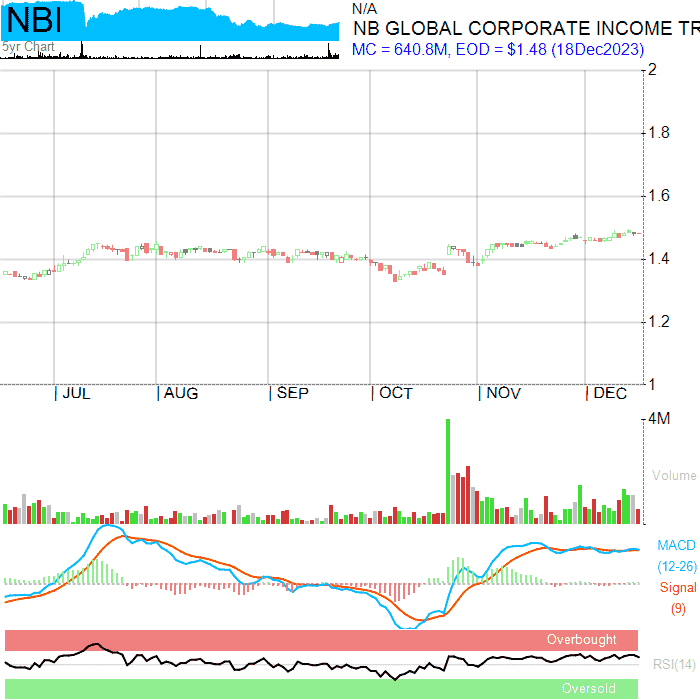 NBI
5yr Chart
N/A
NB GLOBAL CORPORATE INCOME TR
MC = 640.8M, EOD = $1.48 (18Dec2023)
2
1.8
1.6
1.4
1.2
1
JUL AUG SEP OCT NOV DEC
4M
Volume
MACD
(12-26)
Signal
(9)
Overbought
RSI(14)
Oversold